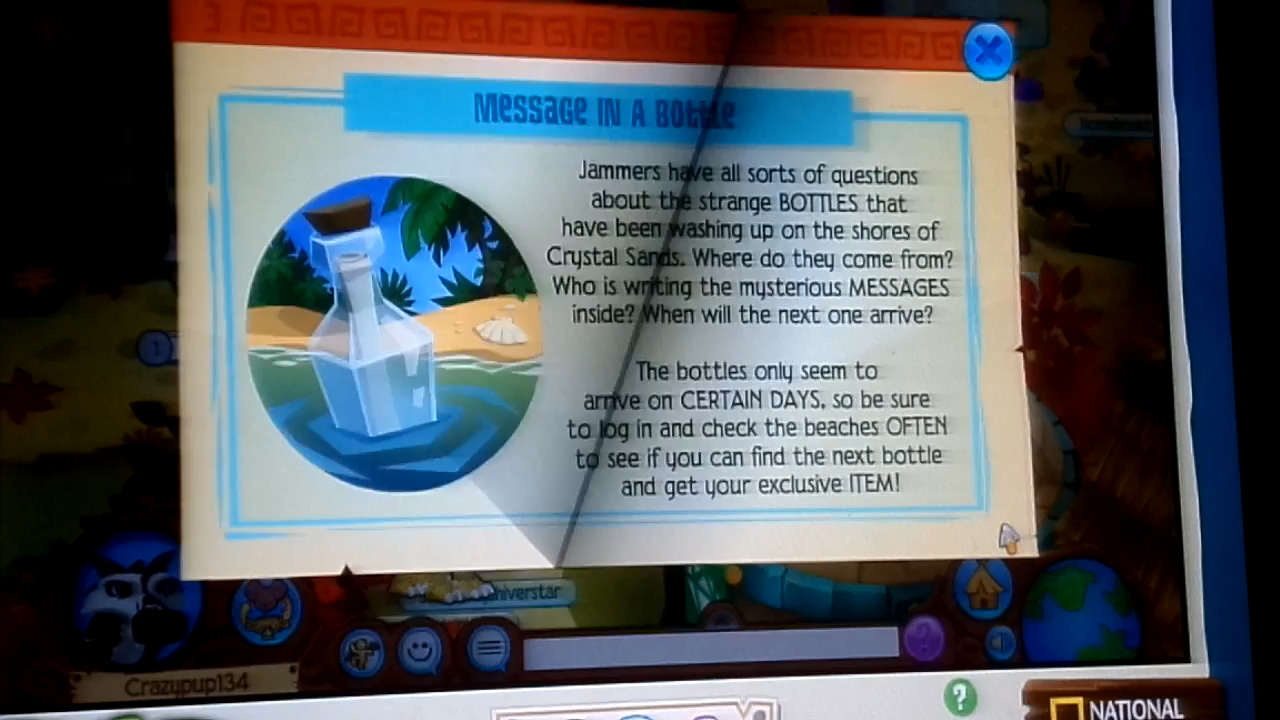 Message in a Bottle
Jammers have all sorts of questions
about the strange BOTTLES that
have been washing up on the shores of
Crystal Sands. Where do they come from?
Who is writing the mysterious MESSAGES
inside? When will the next one arrive?
The bottles only seem to
arrive on CERTAIN DAYS, so be sure
to log in and check the beaches OFTEN
to see if you can find the next bottle
and get your exclusive ITEM!
1
Crazypup134
?
?
NATIONAL